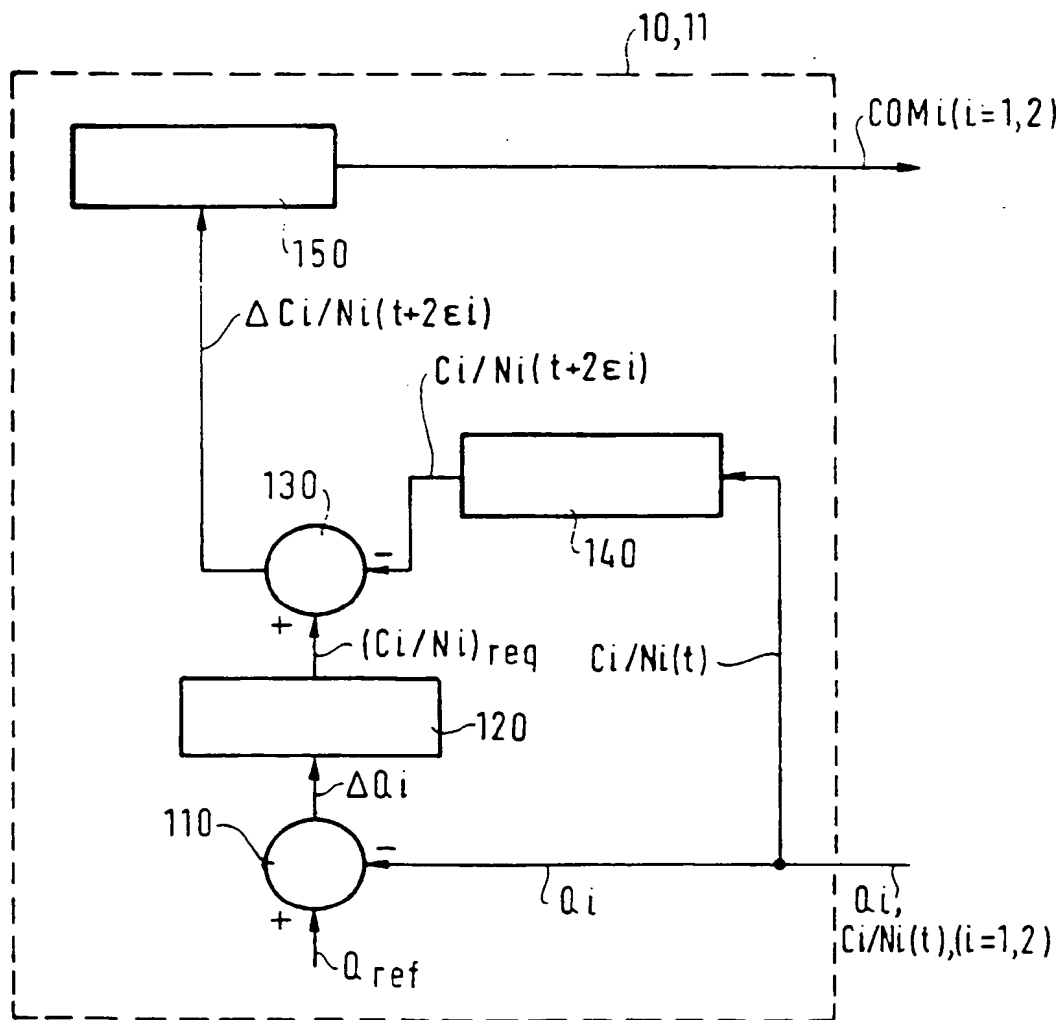 10,11
COMi(i=1,2)
150
ΔCi/Ni(t+2εi)
Ci/Ni(t+2εi)
130
-
140
+
(Ci/Ni)req
Ci/Ni(t)
120
ΔQi
110
-
Qi
Qi,
+
Ci/Ni(t),(i=1,2)
Qref